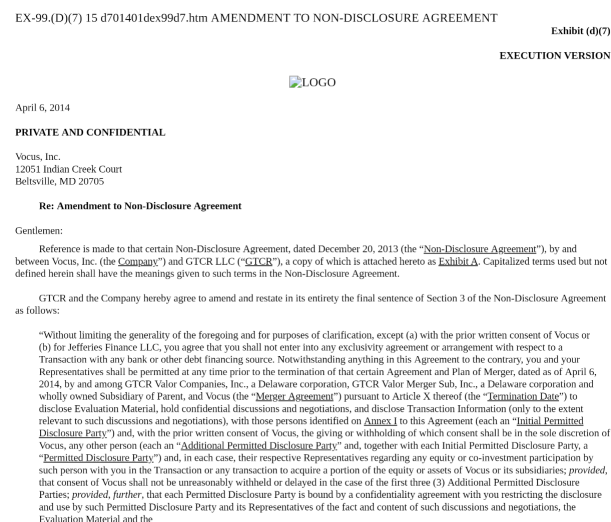 EX-99.(D)(7) 15 d701401dex99d7.htm AMENDMENT TO NON-DISCLOSURE AGREEMENT
Exhibit (d)(7)
EXECUTION VERSION
LOGO
April 6, 2014
PRIVATE AND CONFIDENTIAL
Vocus, Inc.
12051 Indian Creek Court
Beltsville, MD 20705
Re: Amendment to Non-Disclosure Agreement
Gentlemen:
Reference is made to that certain Non-Disclosure Agreement, dated December 20, 2013 (the “Non-Disclosure Agreement”), by and
between Vocus, Inc. (the Company”) and GTCR LLC (“GTCR”), a copy of which is attached hereto as Exhibit A. Capitalized terms used but not
defined herein shall have the meanings given to such terms in the Non-Disclosure Agreement.
GTCR and the Company hereby agree to amend and restate in its entirety the final sentence of Section 3 of the Non-Disclosure Agreement
as follows:
“Without limiting the generality of the foregoing and for purposes of clarification, except (a) with the prior written consent of Vocus or
(b) for Jefferies Finance LLC, you agree that you shall not enter into any exclusivity agreement or arrangement with respect to a
Transaction with any bank or other debt financing source. Notwithstanding anything in this Agreement to the contrary, you and your
Representatives shall be permitted at any time prior to the termination of that certain Agreement and Plan of Merger, dated as of April 6,
2014, by and among GTCR Valor Companies, Inc., a Delaware corporation, GTCR Valor Merger Sub, Inc., a Delaware corporation and
wholly owned Subsidiary of Parent, and Vocus (the “Merger Agreement”) pursuant to Article X thereof (the “Termination Date”) to
disclose Evaluation Material, hold confidential discussions and negotiations, and disclose Transaction Information (only to the extent
relevant to such discussions and negotiations), with those persons identified on Annex I to this Agreement (each an “Initial Permitted
Disclosure Party”) and, with the prior written consent of Vocus, the giving or withholding of which consent shall be in the sole discretion of
Vocus, any other person (each an “Additional Permitted Disclosure Party” and, together with each Initial Permitted Disclosure Party, a
“Permitted Disclosure Party”) and, in each case, their respective Representatives regarding any equity or co-investment participation by
such person with you in the Transaction or any transaction to acquire a portion of the equity or assets of Vocus or its subsidiaries; provided,
that consent of Vocus shall not be unreasonably withheld or delayed in the case of the first three (3) Additional Permitted Disclosure
Parties; provided, further, that each Permitted Disclosure Party is bound by a confidentiality agreement with you restricting the disclosure
and use by such Permitted Disclosure Party and its Representatives of the fact and content of such discussions and negotiations, the
Evaluation Material and the